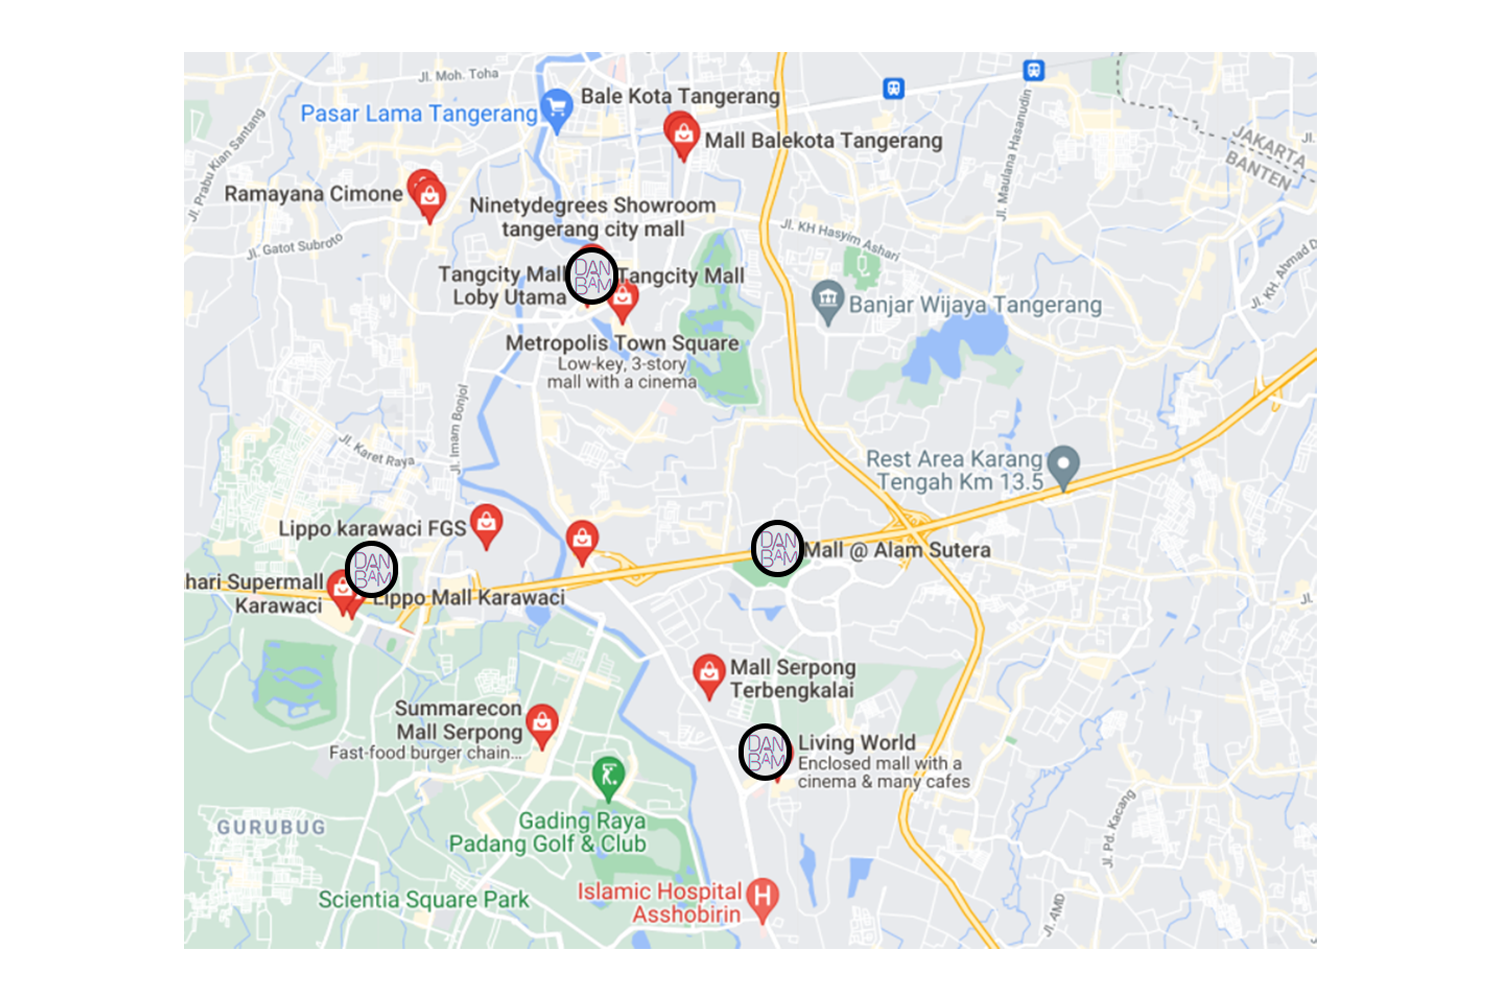 Jl. Moh. Toha
Bale Kota Tangerang
Pasar Lama Tangerang
Mall Balekota Tangerang
JAKARTA
BANTEN
Jl.
Jl. Prabu Kian Santang
Jl. Maulana Hasanudin
Ramayana Cimone
Ninetydegrees Showroom
tangerang city mall
Jl. Gatot Subroto
Jl. KH Hasyim Ashari
Jl. KH. Ahmad D
Tangcity Mall
Loby Utama
DAN
BAM
Tangcity Mall
Banjar Wijaya Tangerang
Metropolis Town Square
Low-key, 3-story
mall with a cinema
Jl. Imam Bonjol
Jl. Karet Raya
Rest Area Karang
Tengah Km 13.5
Lippo karawaci FGS
DAN
BAM
Mall @ Alam Sutera
DAN
BAM
hari Supermall
Karawaci
Lippo Mall Karawaci
Jl.
Mall Serpong
Terbengkalai
Summarecon
Mall Serpong
Fast-food burger chain...
DAN
BAM
Living World
Enclosed mall with a
cinema & many cafes
Gading Raya
Padang Golf & Club
GURUBUG
Jl. Pd. Kacang
Scientia Square Park
Islamic Hospital
Asshobirin
H
Jl. AMD